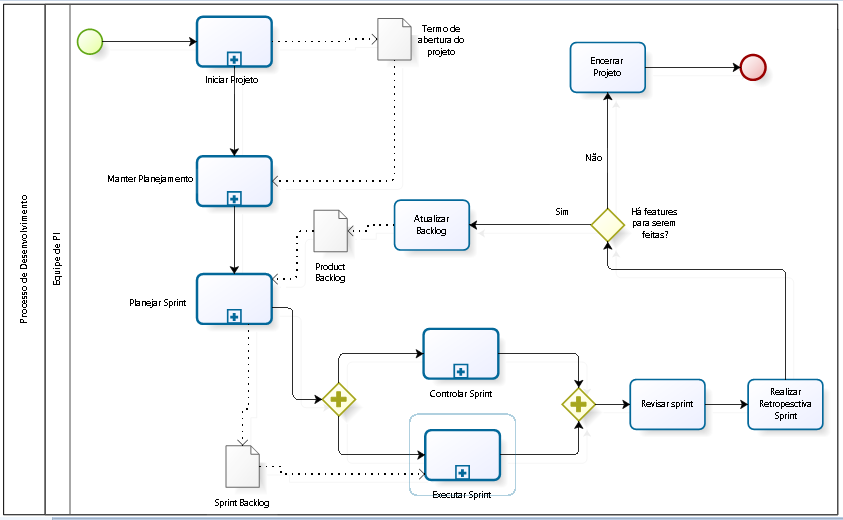 Processo de Desenvolvimento
Equipe de PI
Iniciar Projeto
Termo de
abertura do
projeto
Encerrar
Projeto
Não
Manter Planejamento
Atualizar
Backlog
Sim
Há features
para serem
feitas?
Product
Backlog
Planejar Sprint
Controlar Sprint
Revisar sprint
Realizar
Retropesctiva
Sprint
Sprint Backlog
Executar Sprint